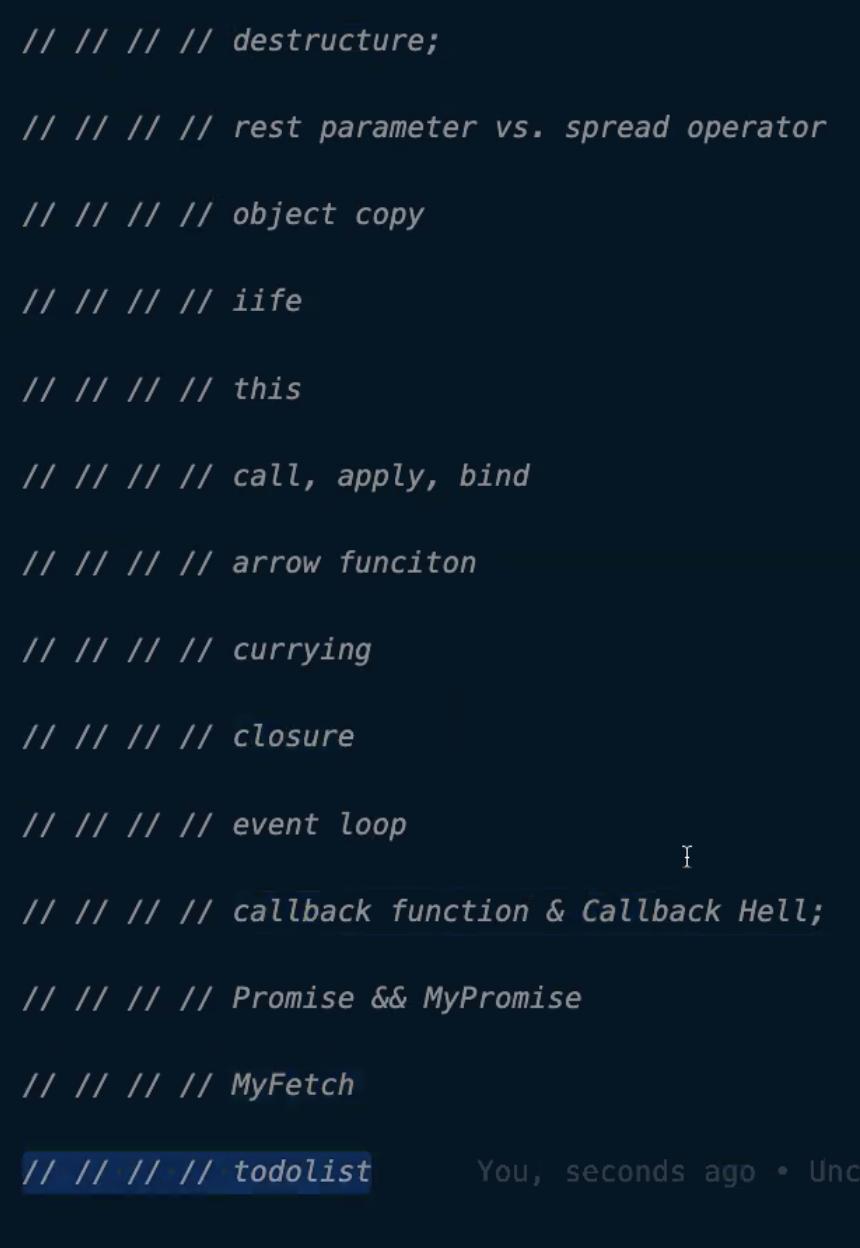 // // // // destructure;
// // // // rest parameter vs. spread operator
// // // // object copy
// // // // iife
// // // // this
// // // // call, apply, bind
// // // // arrow funciton
// // // // currying
// // // // closure
// // // // event loop
// // // // callback function & Callback Hell;
// // // // Promise && MyPromise
// // // // MyFetch
// // // // todolist You, seconds ago • Unc